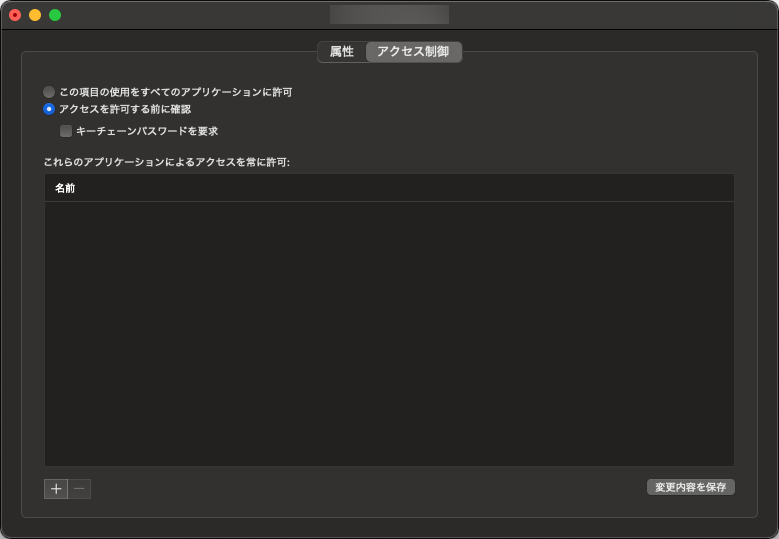 属性 アクセス制御
この項目の使用をすべてのアプリケーションに許可
アクセスを許可する前に確認
キーチェーンパスワードを要求
これらのアプリケーションによるアクセスを常に許可:
名前
変更内容を保存